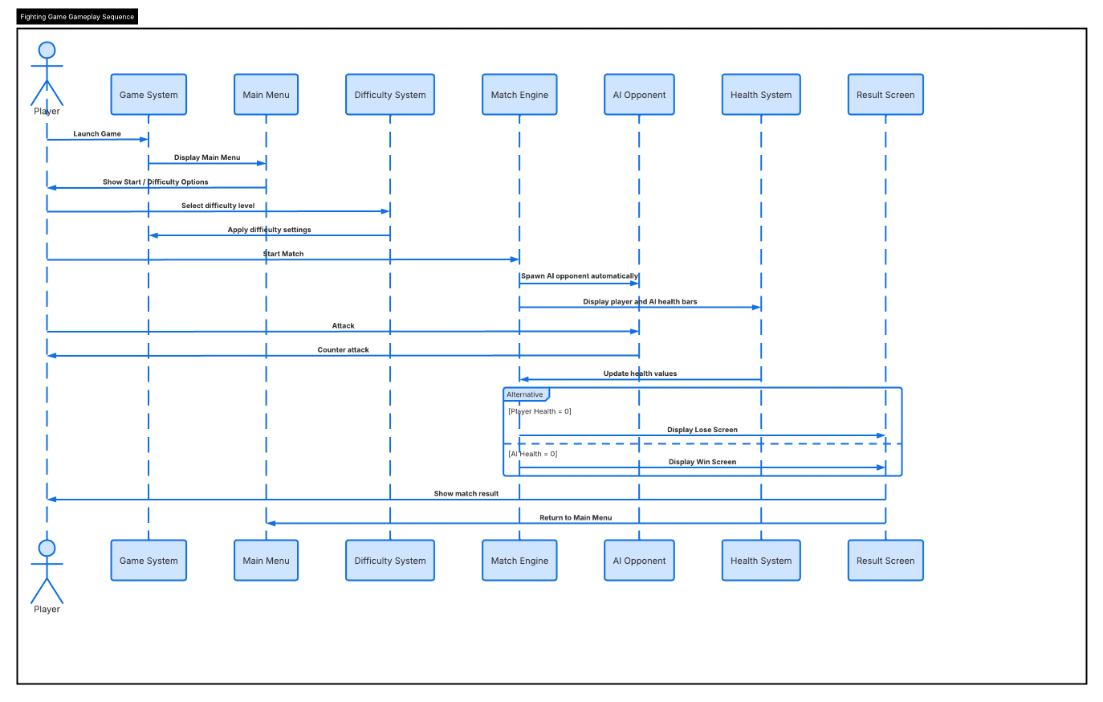 Fighting Game Gameplay Sequence
Player
Game System
Main Menu
Difficulty System
Match Engine
AI Opponent
Health System
Result Screen
Launch Game
Display Main Menu
Show Start / Difficulty Options
Select difficulty level
Apply difficulty settings
Start Match
Spawn AI opponent automatically
Display player and AI health bars
Attack
Counter attack
Update health values
Alternative
[Player Health = 0]
Display Lose Screen
[AI Health = 0]
Display Win Screen
Show match result
Return to Main Menu
Game System
Main Menu
Difficulty System
Match Engine
AI Opponent
Health System
Result Screen
Player